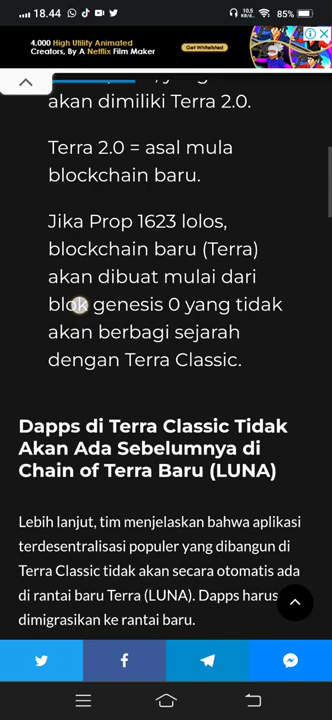 18.44
10,5
KB/d..
85%
4,000 High Utility Animated
Creators, By A Netflix Film Maker
Get Whitelisted
akan dimiliki Terra 2.0.
Terra 2.0 = asal mula
blockchain baru.
Jika Prop 1623 lolos,
blockchain baru (Terra)
akan dibuat mulai dari
blok genesis 0 yang tidak
akan berbagi sejarah
dengan Terra Classic.
Dapps di Terra Classic Tidak
Akan Ada Sebelumnya di
Chain of Terra Baru (LUNA)
Lebih lanjut, tim menjelaskan bahwa aplikasi
terdesentralisasi populer yang dibangun di
Terra Classic tidak akan secara otomatis ada
di rantai baru Terra (LUNA). Dapps harus
dimigrasikan ke rantai baru.